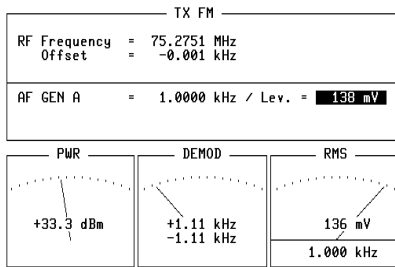 TX FM
RF Frequency = 75.2751 MHz
Offset = -0.001 kHz
AF GEN A = 1.0000 kHz / Lev. = 138 mV
PWR
+33.3 dBm
DEMOD
+1.11 kHz
-1.11 kHz
RMS
136 mV
1.000 kHz